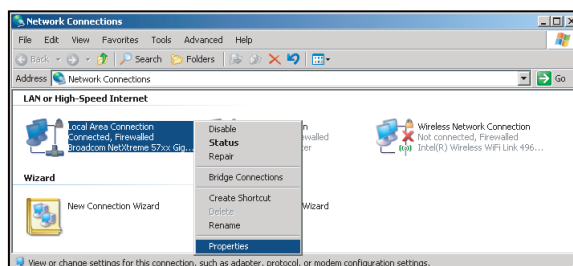 Network Connections
File Edit View Favorites Tools Advanced Help
Back Search Folders
Address Network Connections Go
LAN or High-Speed Internet
Local Area Connection
Connected, Firewalled
Broadcom NetXtreme 57xx Gig...
Disable
Status
Repair
Bridge Connections
Create Shortcut
Delete
Rename
Properties
Wireless Network Connection
Not connected, Firewalled
Intel(R) Wireless WiFi Link 496...
Wizard
New Connection Wizard
Wizard
View or change settings for this connection, such as adapter, protocol, or modem configuration settings.